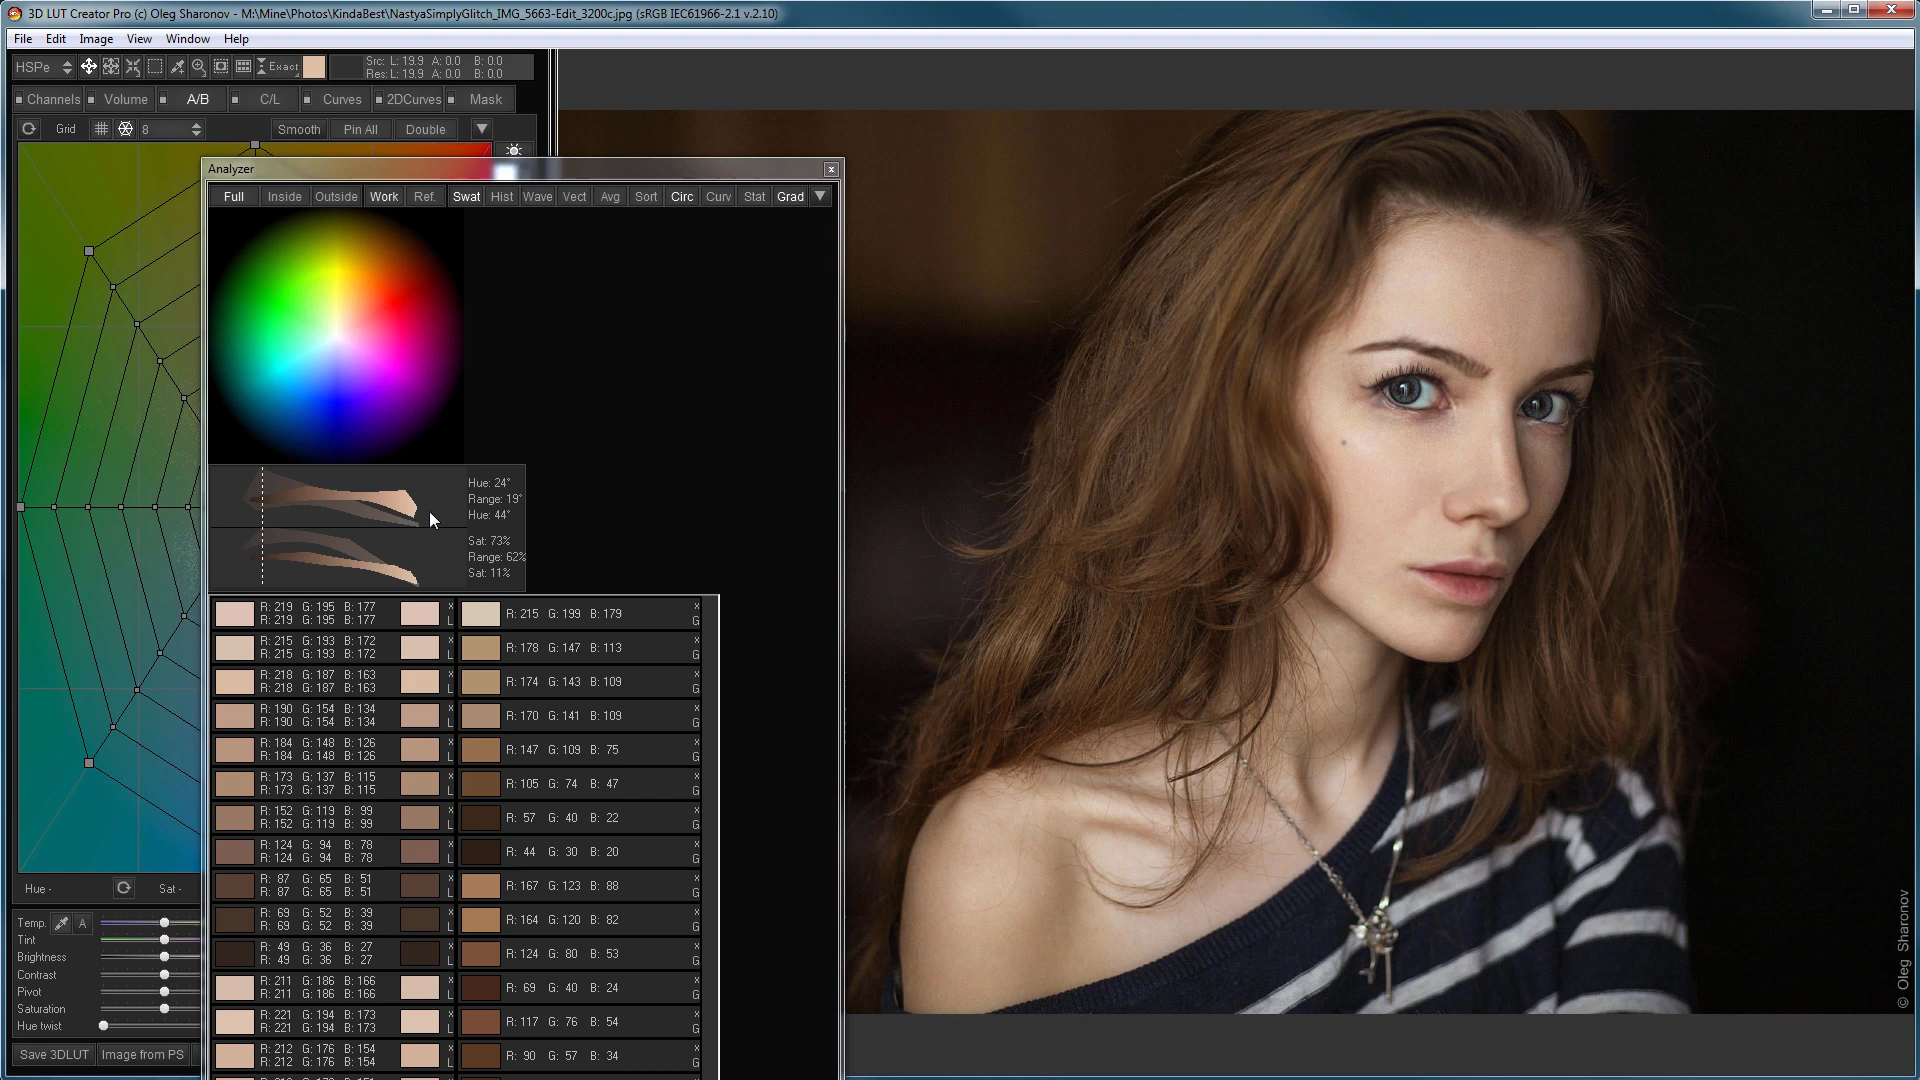 3D LUT Creator Pro (c) Oleg Sharonov - M:\Mine\Photos\KindaBest\NastyaSimplyGlitch_IMG_5663-Edit_3200c.jpg (sRGB IEC61966-2.1 v.2.10)
File Edit Image View Window Help
HSPe Exact
Src: L: 19.9 A: 0.0 B: 0.0
Res: L: 19.9 A: 0.0 B: 0.0
Channels Volume A/B C/L Curves 2DCurves Mask
Grid 8 Smooth Pin All Double
Analyzer x
Full Inside Outside Work Ref. Swat Hist Wave Vect Avg Sort Circ Curv Stat Grad
Hue: 24°
Range: 19°
Hue: 44°
Sat: 73%
Range: 62%
Sat: 11%
R: 219 G: 195 B: 177 x
R: 219 G: 195 B: 177 L
R: 215 G: 199 B: 179 x G
R: 215 G: 193 B: 172 x
R: 215 G: 193 B: 172 L
R: 178 G: 147 B: 113 x G
R: 218 G: 187 B: 163 x
R: 218 G: 187 B: 163 L
R: 174 G: 143 B: 109 x G
R: 190 G: 154 B: 134 x
R: 190 G: 154 B: 134 L
R: 170 G: 141 B: 109 x G
R: 184 G: 148 B: 126 x
R: 184 G: 148 B: 126 L
R: 147 G: 109 B: 75 x G
R: 173 G: 137 B: 115 x
R: 173 G: 137 B: 115 L
R: 105 G: 74 B: 47 x G
R: 152 G: 119 B: 99 x
R: 152 G: 119 B: 99 L
R: 57 G: 40 B: 22 x G
R: 124 G: 94 B: 78 x
R: 124 G: 94 B: 78 L
R: 44 G: 30 B: 20 x G
R: 87 G: 65 B: 51 x
R: 87 G: 65 B: 51 L
R: 167 G: 123 B: 88 x G
R: 69 G: 52 B: 39 x
R: 69 G: 52 B: 39 L
R: 164 G: 120 B: 82 x G
R: 49 G: 36 B: 27 x
R: 49 G: 36 B: 27 L
R: 124 G: 80 B: 53 x G
R: 211 G: 186 B: 166 x
R: 211 G: 186 B: 166 L
R: 69 G: 40 B: 24 x G
R: 221 G: 194 B: 173 x
R: 221 G: 194 B: 173 L
R: 117 G: 76 B: 54 x G
R: 212 G: 176 B: 154 x
R: 212 G: 176 B: 154 L
R: 90 G: 57 B: 34 x G
Hue - Sat -
Temp. A
Tint
Brightness
Contrast
Pivot
Saturation
Hue twist
Save 3DLUT Image from PS
© Oleg Sharonov